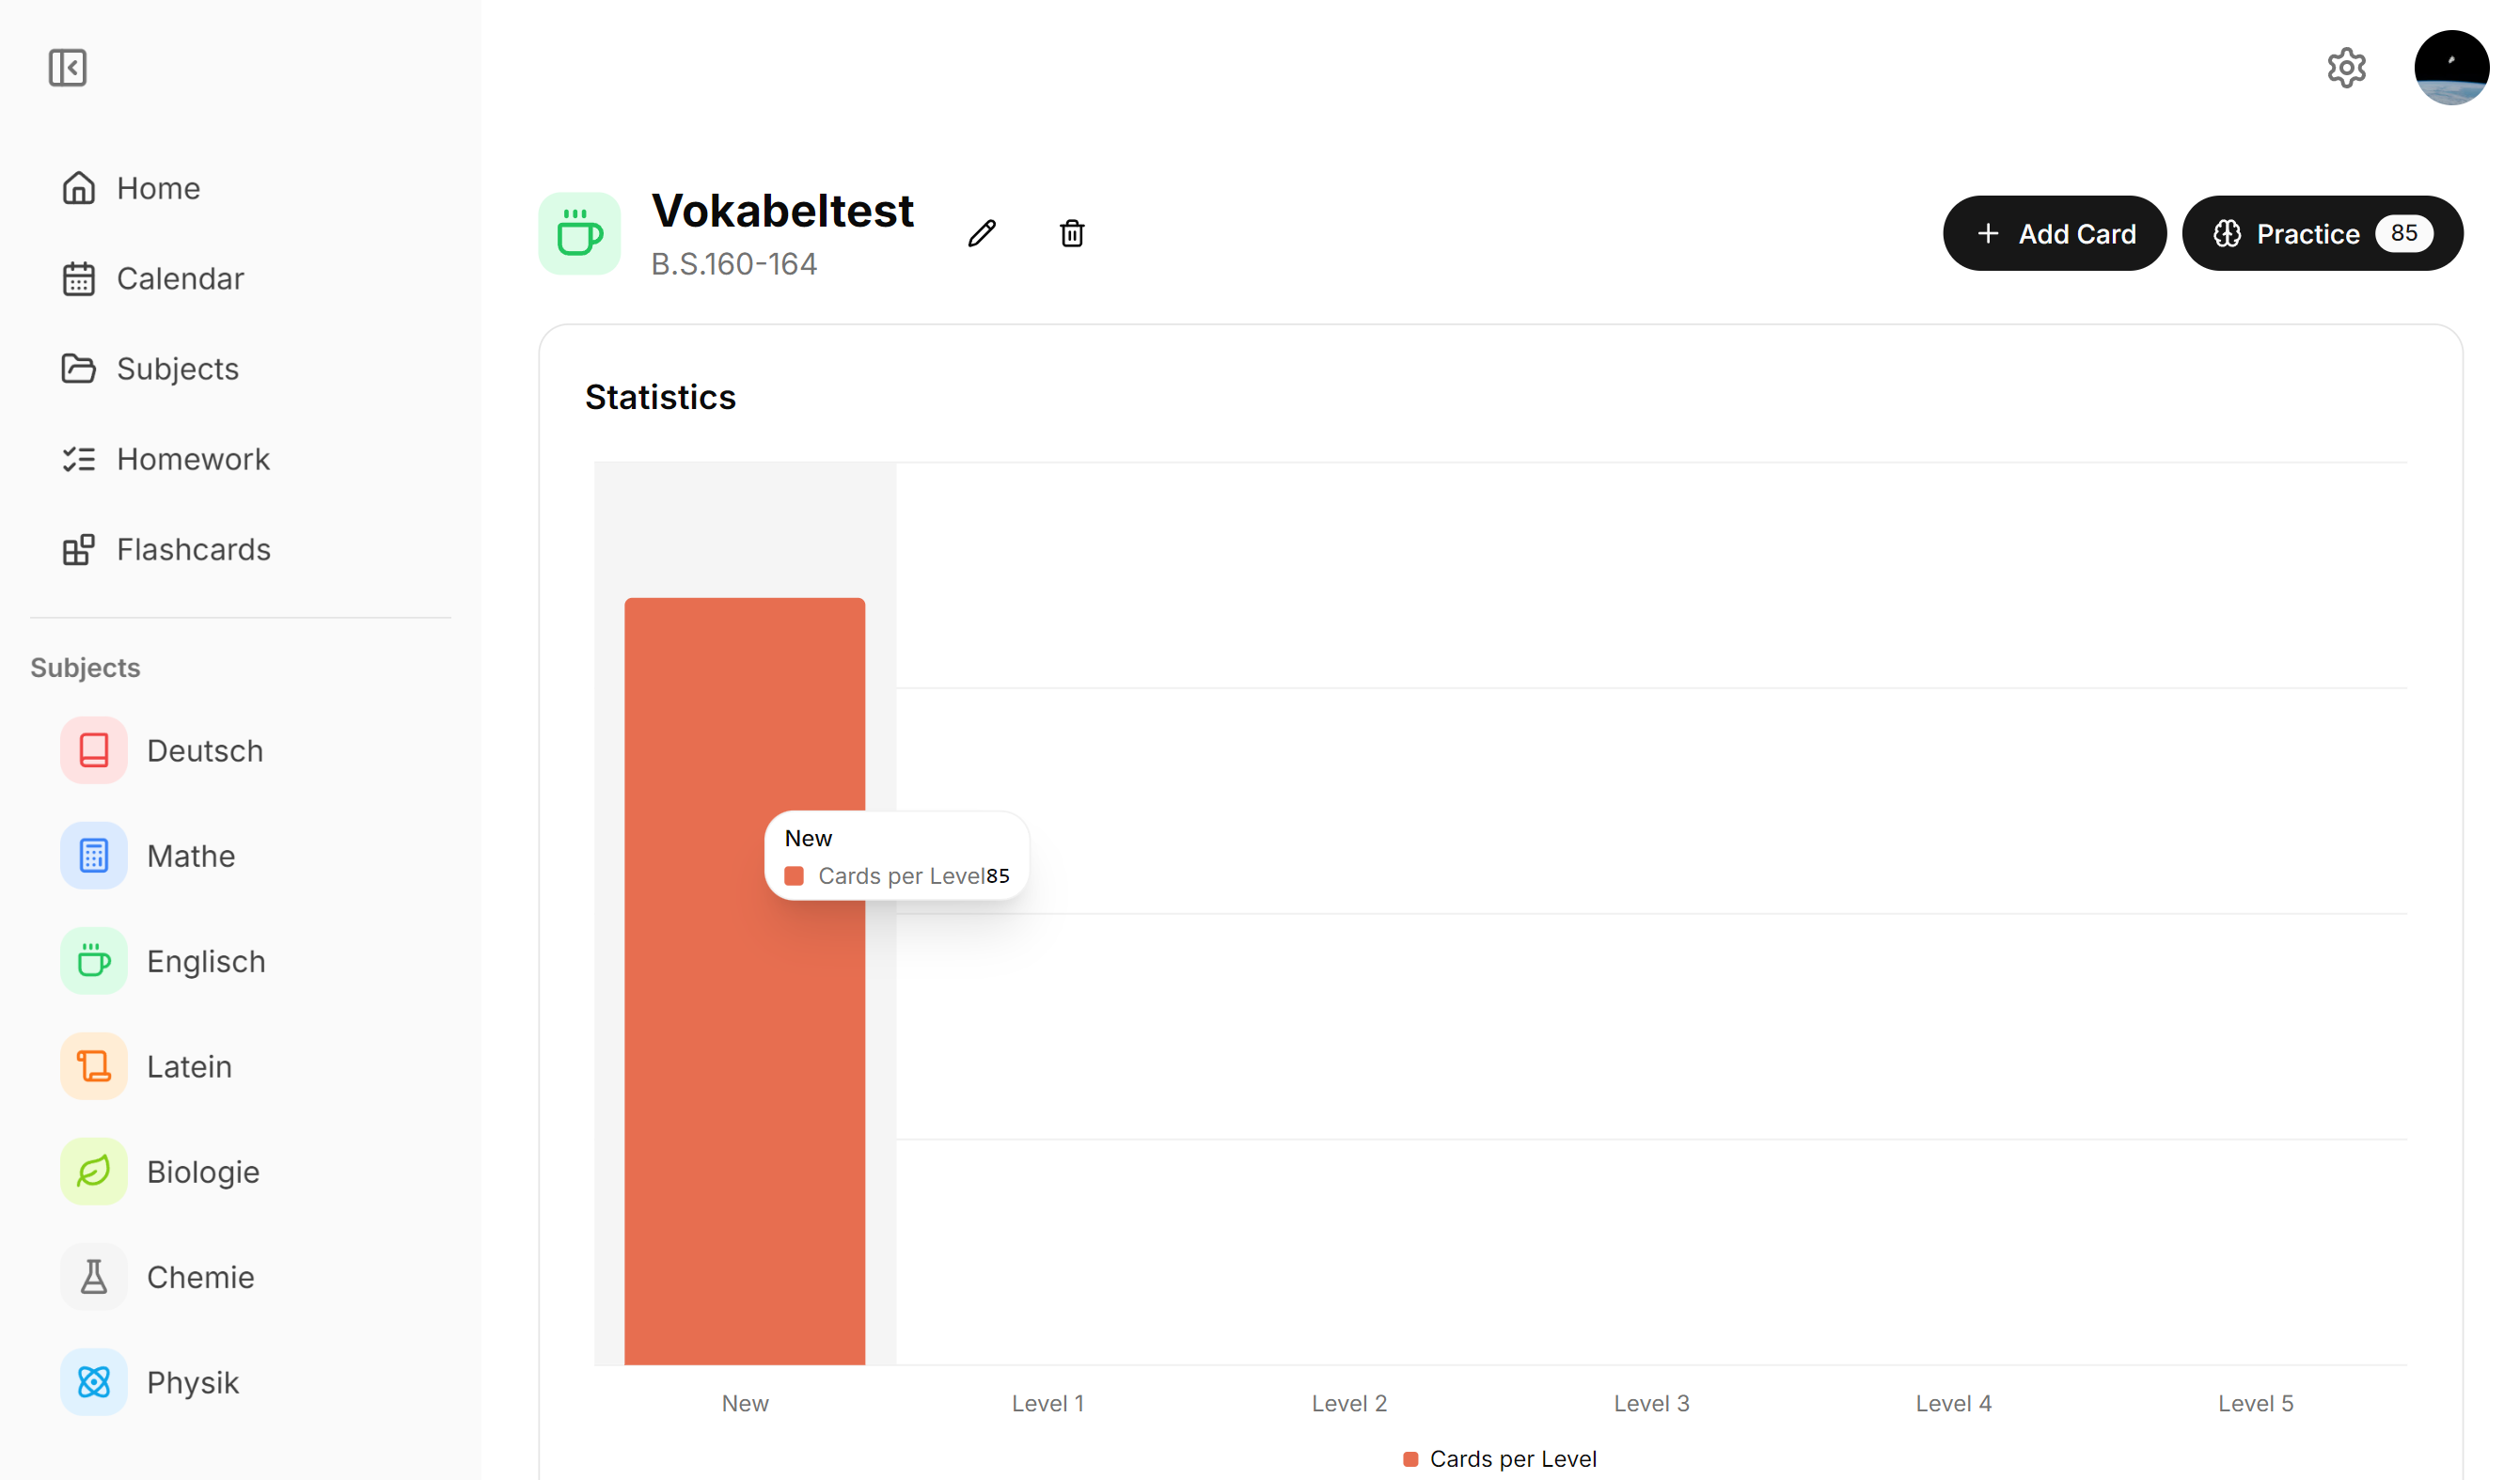 Home
Calendar
Subjects
Homework
Flashcards
Subjects
Deutsch
Mathe
Englisch
Latein
Biologie
Chemie
Physik
Vokabeltest
B.S.160-164
Add Card
Practice 85
Statistics
New
Cards per Level85
New Level 1 Level 2 Level 3 Level 4 Level 5
Cards per Level